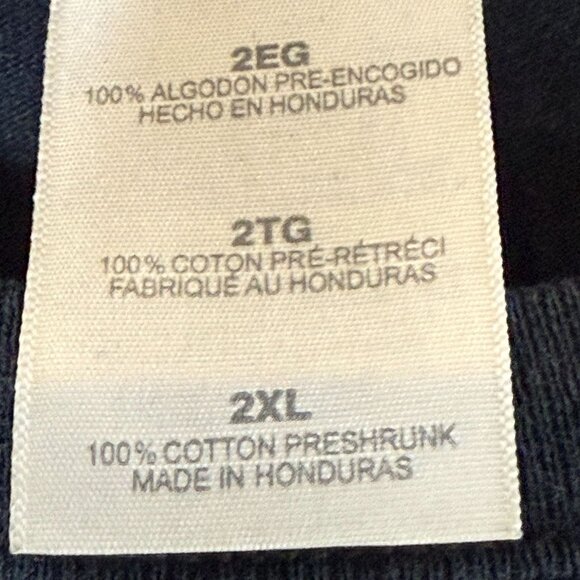 2EG
100% ALGODON PRE-ENCOGIDO
HECHO EN HONDURAS
2TG
100% COTON PRÉ-RÉTRÉCI
FABRIQUÉ AU HONDURAS
2XL
100% COTTON PRESHRUNK
MADE IN HONDURAS